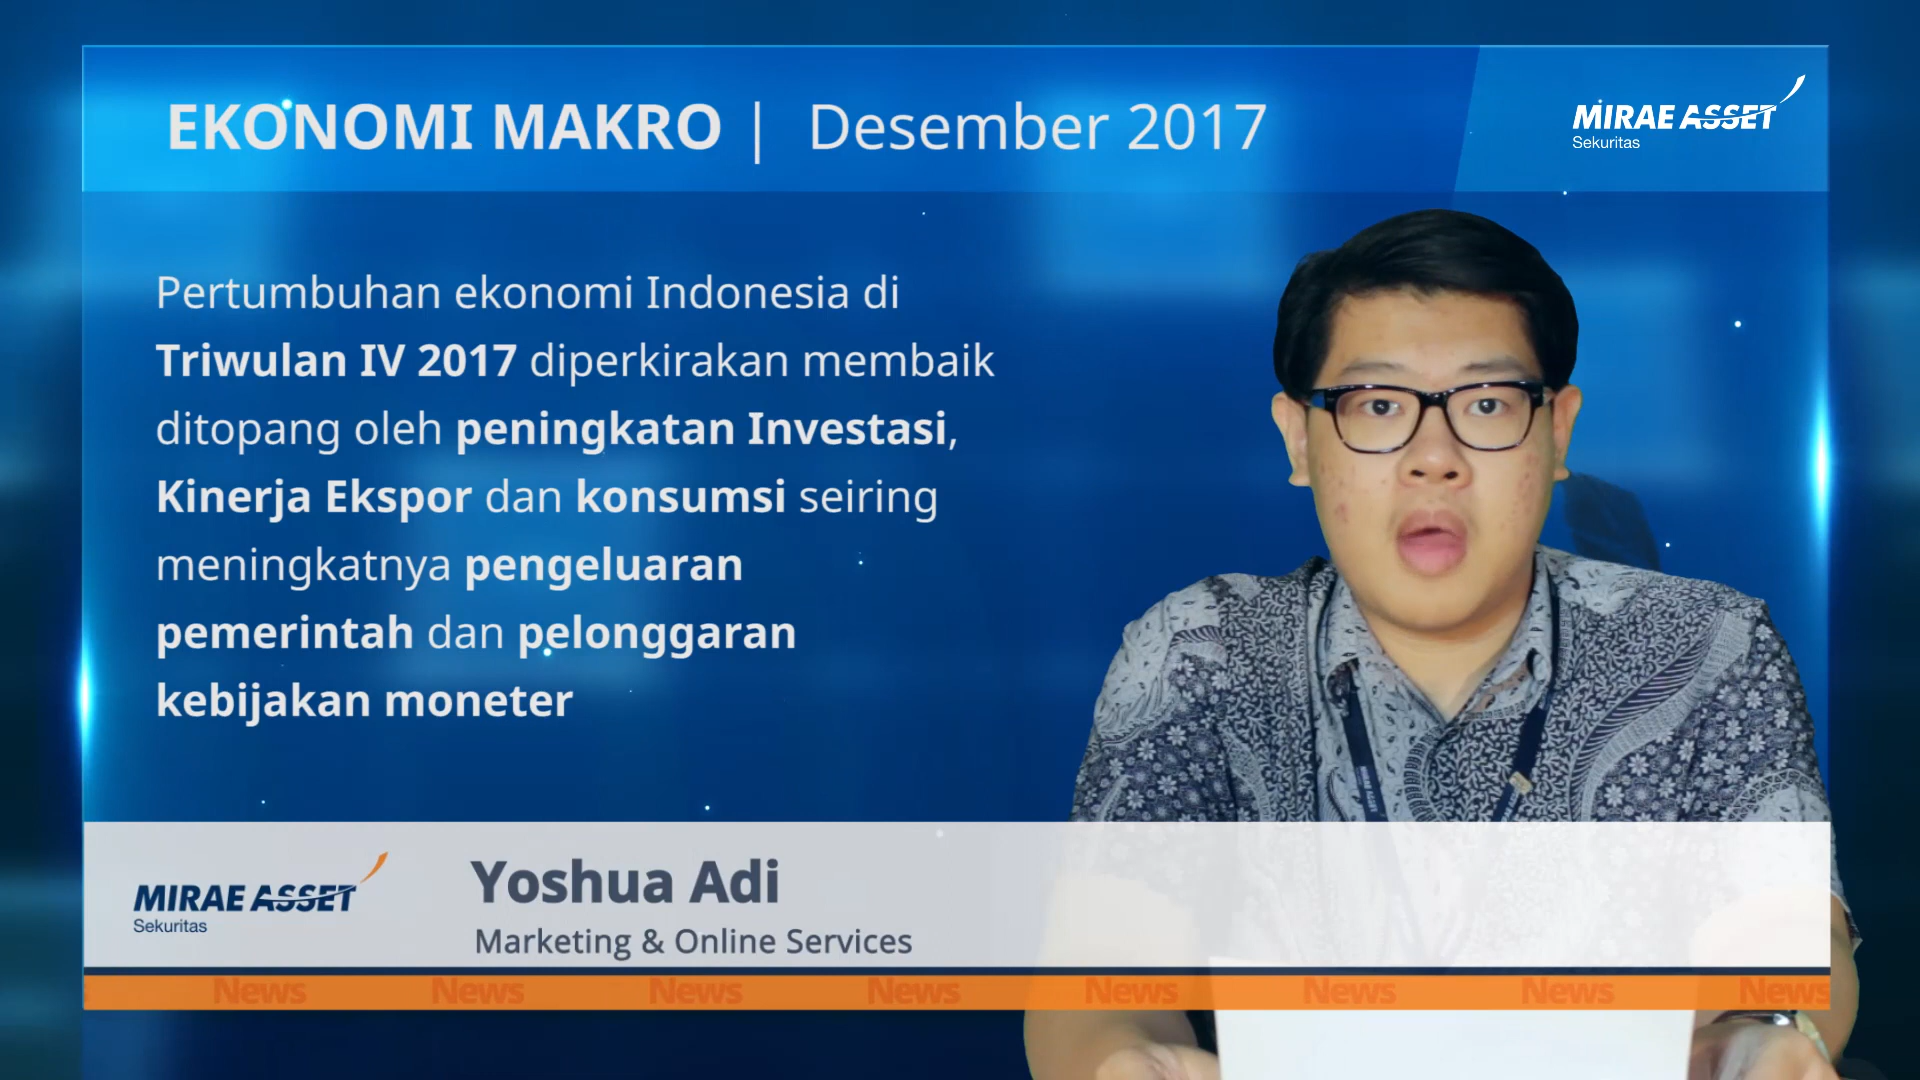 EKONOMI MAKRO | Desember 2017
MIRAE ASSET
Sekuritas
Pertumbuhan ekonomi Indonesia di
Triwulan IV 2017 diperkirakan membaik
ditopang oleh peningkatan Investasi,
Kinerja Ekspor dan konsumsi seiring
meningkatnya pengeluaran
pemerintah dan pelonggaran
kebijakan moneter
MIRAE ASSET
Sekuritas
Yoshua Adi
Marketing & Online Services
News News News News News News News News